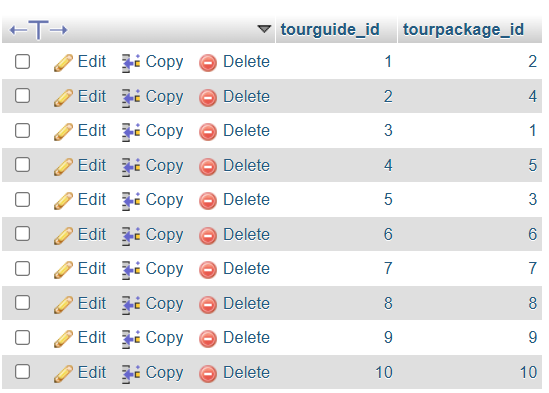 tourguide_id tourpackage_id
Edit Copy Delete 1 2
Edit Copy Delete 2 4
Edit Copy Delete 3 1
Edit Copy Delete 4 5
Edit Copy Delete 5 3
Edit Copy Delete 6 6
Edit Copy Delete 7 7
Edit Copy Delete 8 8
Edit Copy Delete 9 9
Edit Copy Delete 10 10